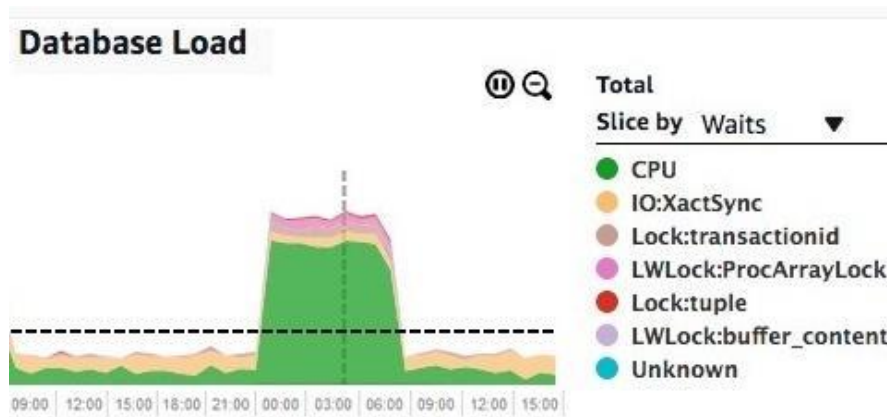 Database Load
Total
Slice by Waits
CPU
IO:XactSync
Lock:transactionid
LWLock:ProcArrayLock
Lock:tuple
LWLock:buffer_content
Unknown
09:00 12:00 15:00 18:00 21:00 00:00 03:00 06:00 09:00 12:00 15:00